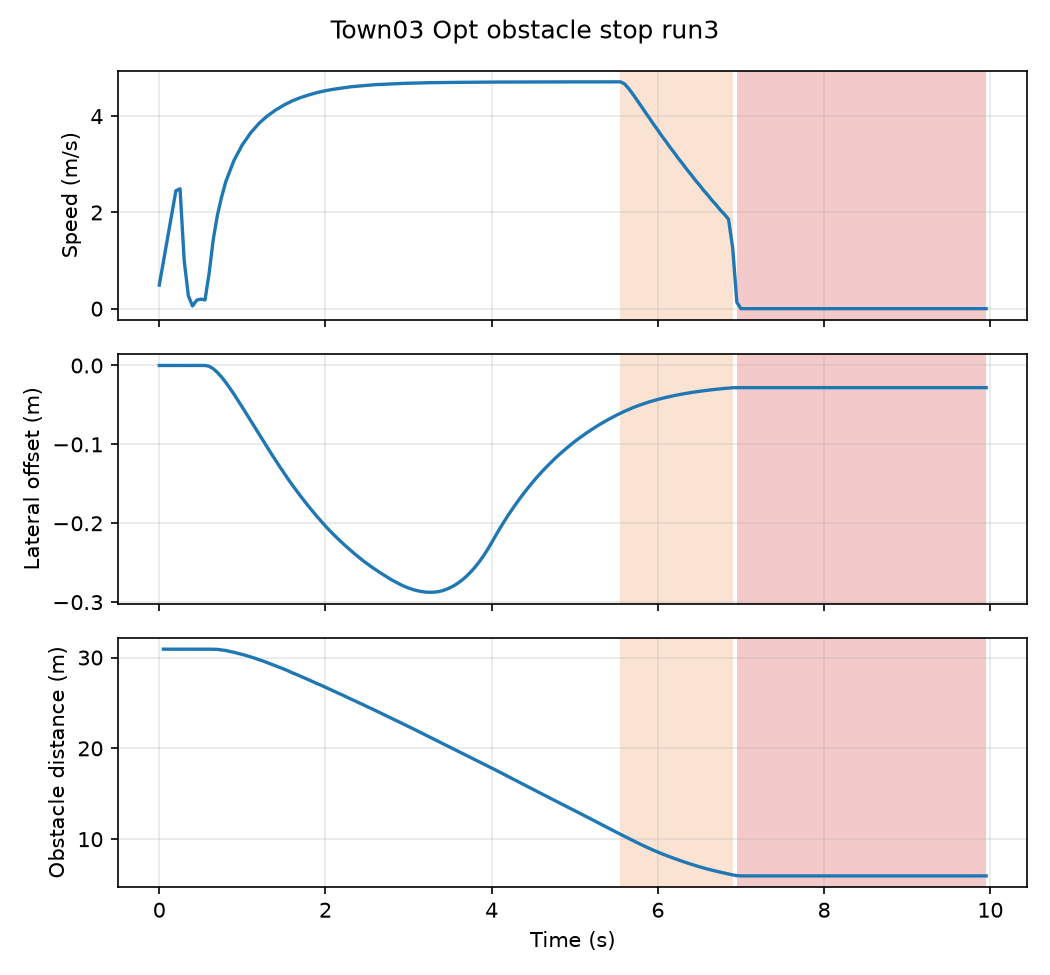 Town03 Opt obstacle stop run3
Speed (m/s)
4
2
0
Lateral offset (m)
0.0
−0.1
−0.2
−0.3
Obstacle distance (m)
30
20
10
0 2 4 6 8 10
Time (s)